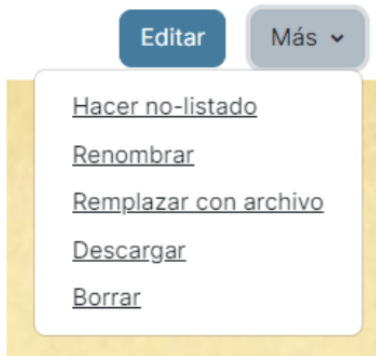 Editar
Más
Hacer no-listado
Renombrar
Remplazar con archivo
Descargar
Borrar